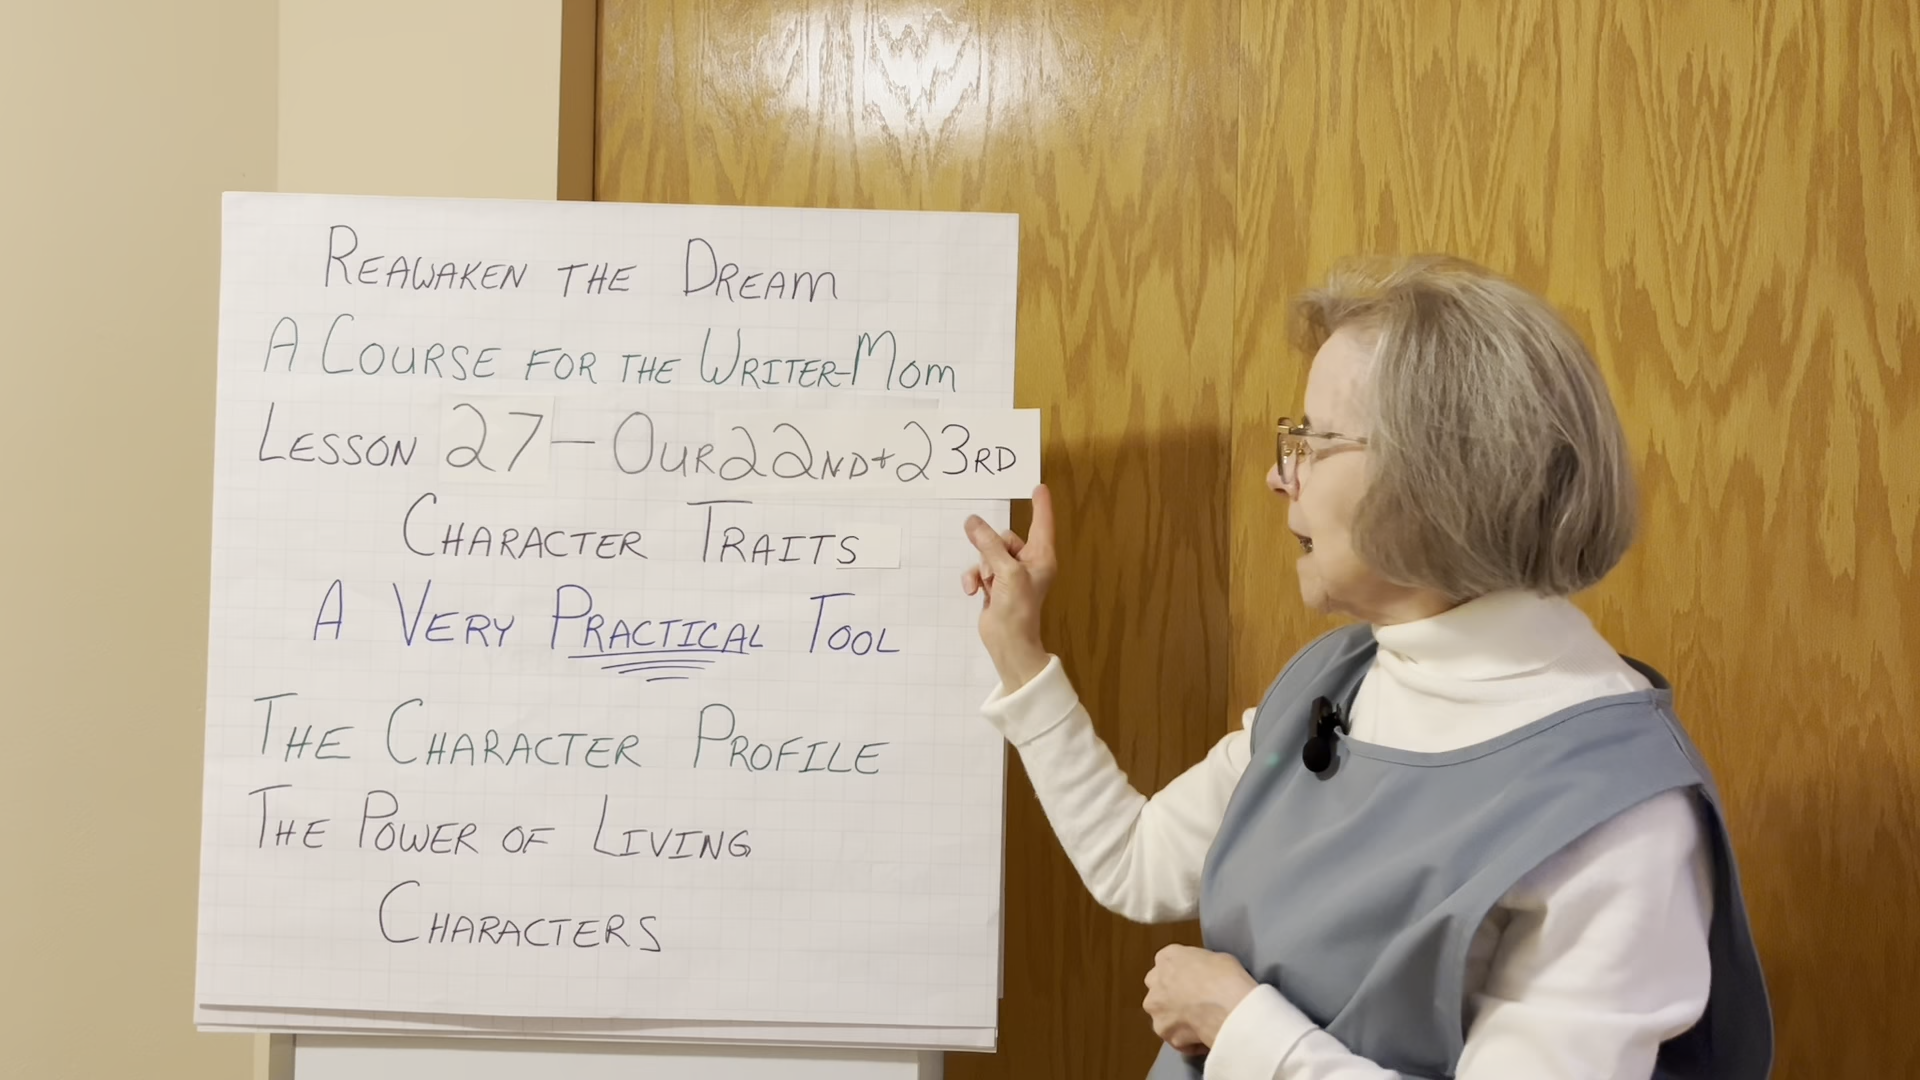 REAWAKEN THE DREAM
A COURSE FOR THE WRITER-MOM
LESSON 27 — OUR 22ND + 23RD
CHARACTER TRAITS
A VERY PRACTICAL TOOL
THE CHARACTER PROFILE
THE POWER OF LIVING
CHARACTERS